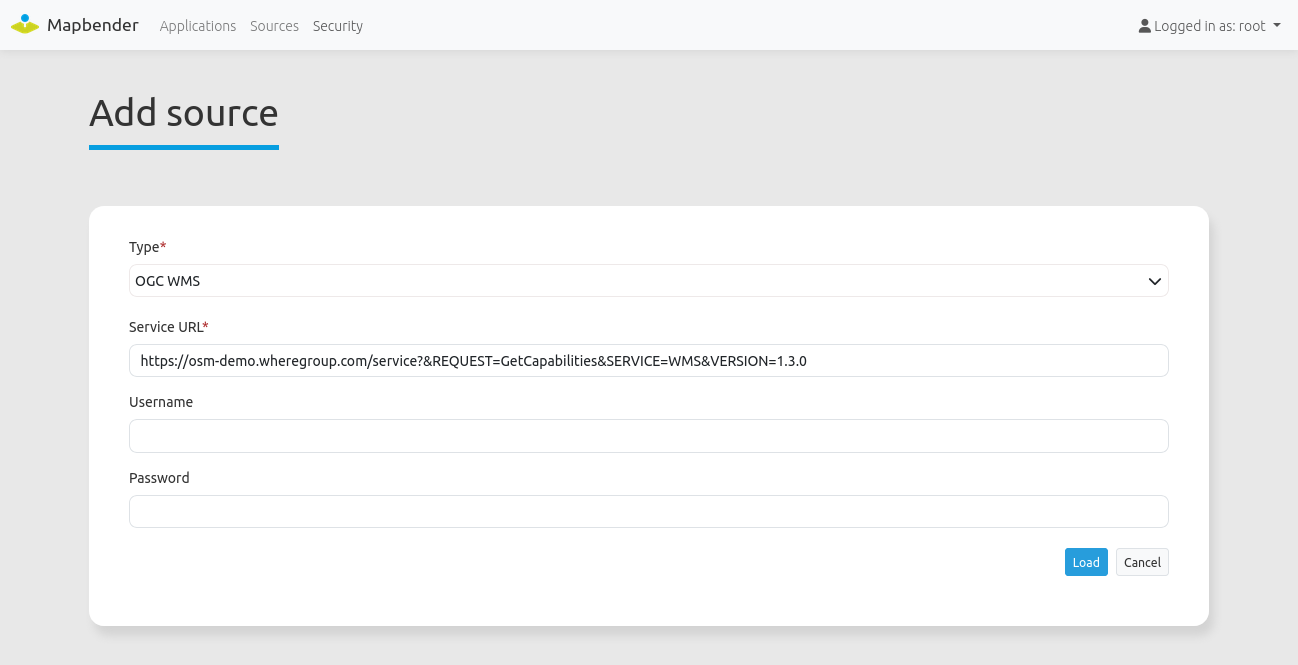 Mapbender Applications Sources Security Logged in as: root
Add source
Type*
OGC WMS
Service URL*
https://osm-demo.wheregroup.com/service?&REQUEST=GetCapabilities&SERVICE=WMS&VERSION=1.3.0
Username
Password
Load Cancel